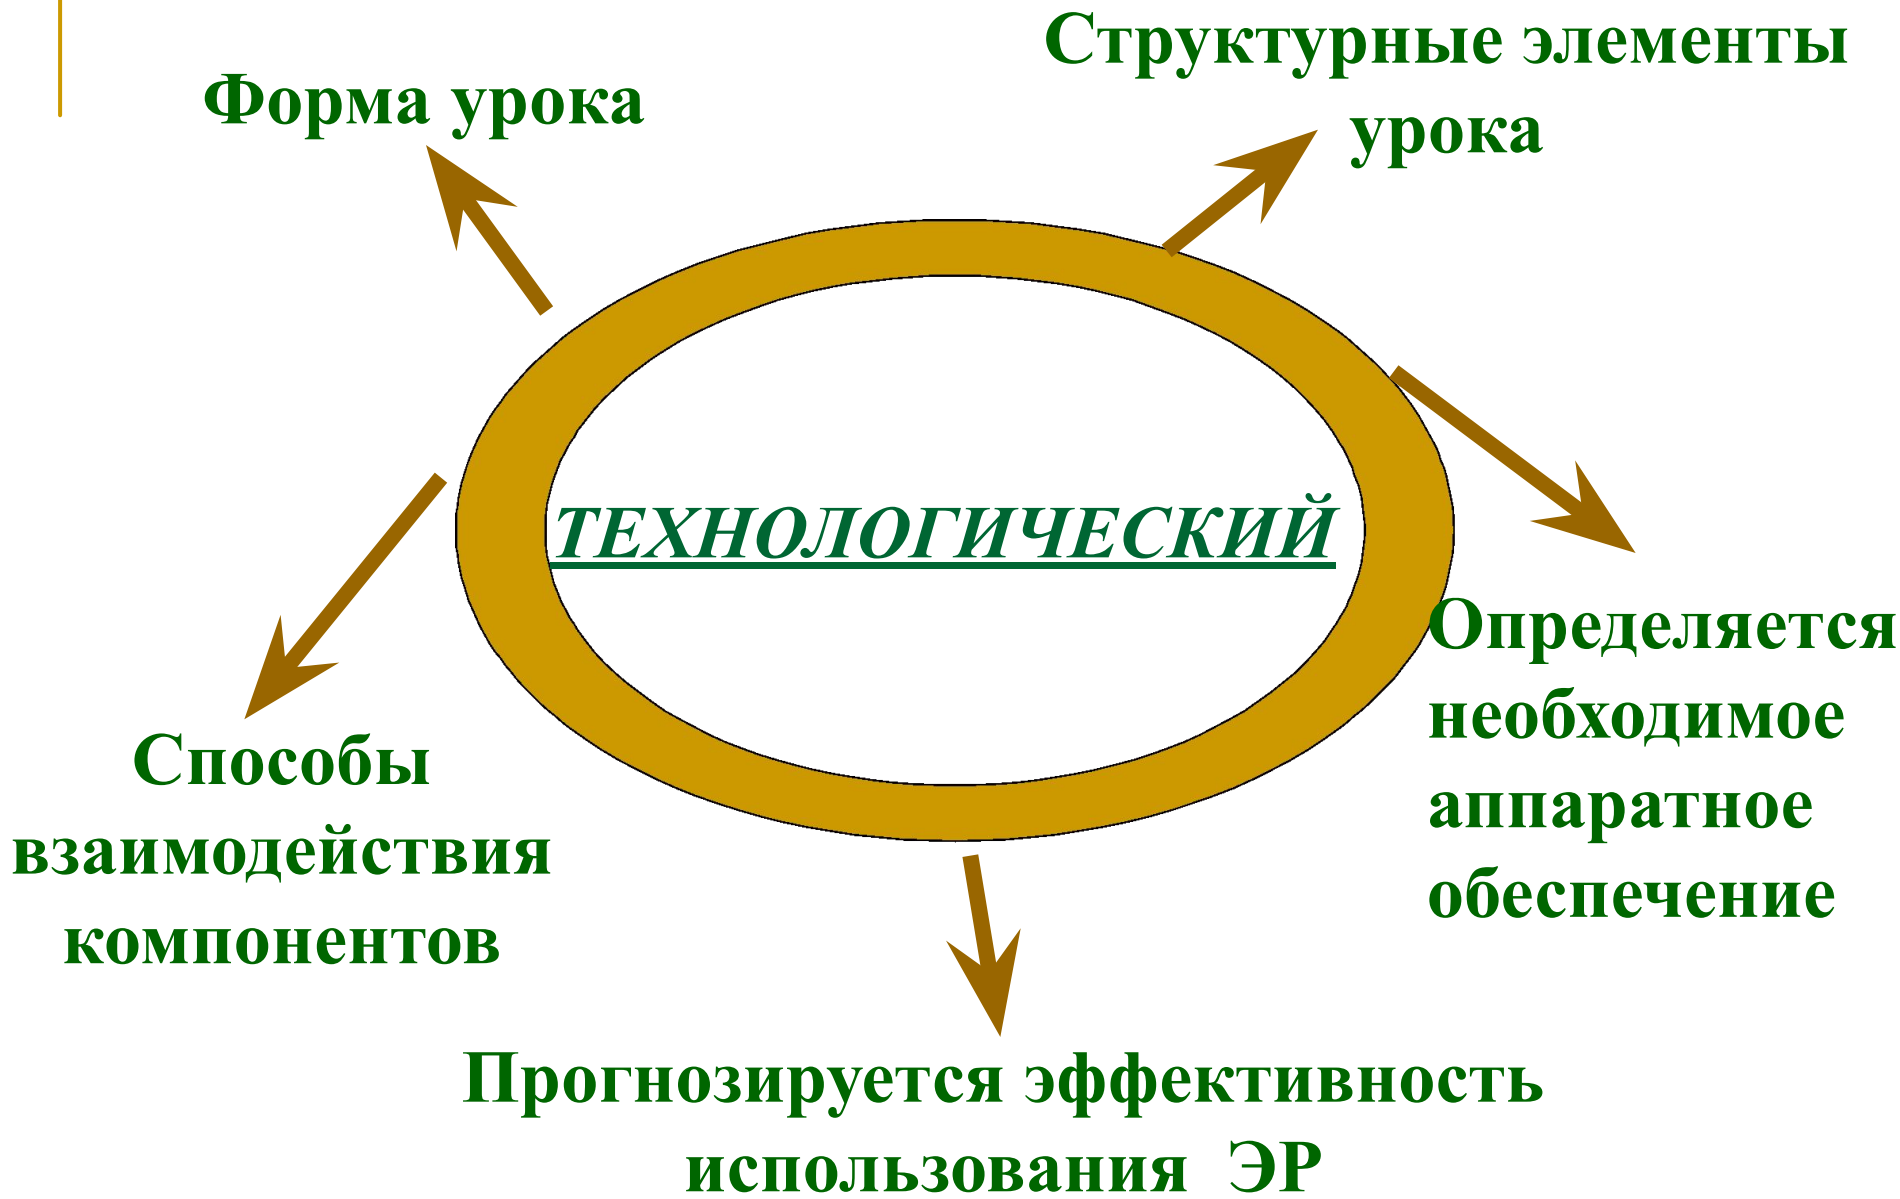 Форма урока
Структурные элементы
урока
ТЕХНОЛОГИЧЕСКИЙ
Определяется
необходимое
аппаратное
обеспечение
Способы
взаимодействия
компонентов
Прогнозируется эффективность
использования ЭР